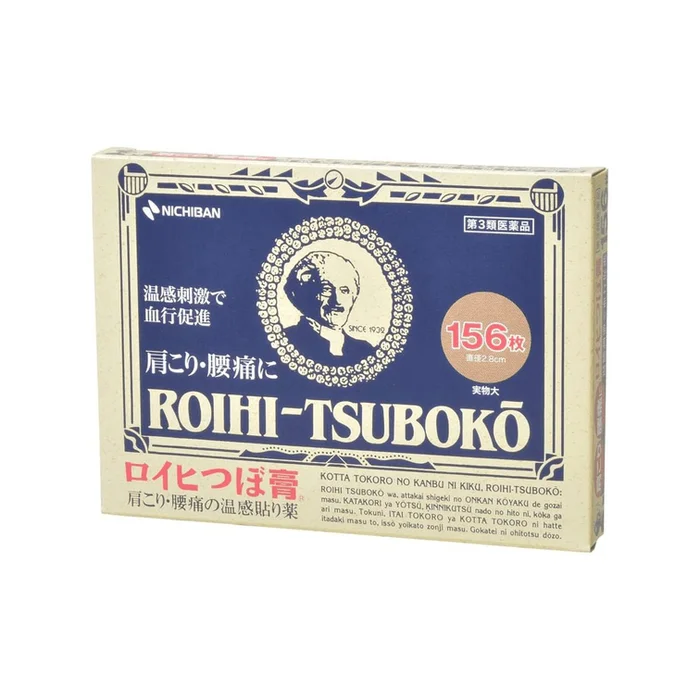 NICHIBAN
第3類医薬品
温感刺激で
血行促進
SINCE 1932
156枚
直径2.8cm
実物大
肩こり・腰痛に
ROIHI-TSUBOKŌ
ロイヒつぼ膏®
肩こり・腰痛の温感貼り薬
KOTTA TOKORO NO KANBU NI KIKU, ROIHI-TSUBOKŌ:
ROIHI TSUBOKŌ wa, attakai shigeki no ONKAN KŌYAKU de gozai
masu. KATAKORI ya YŌTSŪ, KINNIKUTSŪ nado no hito ni, kōka ga
ari masu. Tokuni, ITAI TOKORO ya KOTTA TOKORO ni hatte
itadaki masu to, issō yoikato zonji masu. Gokatei ni ohitotsu dōzo.